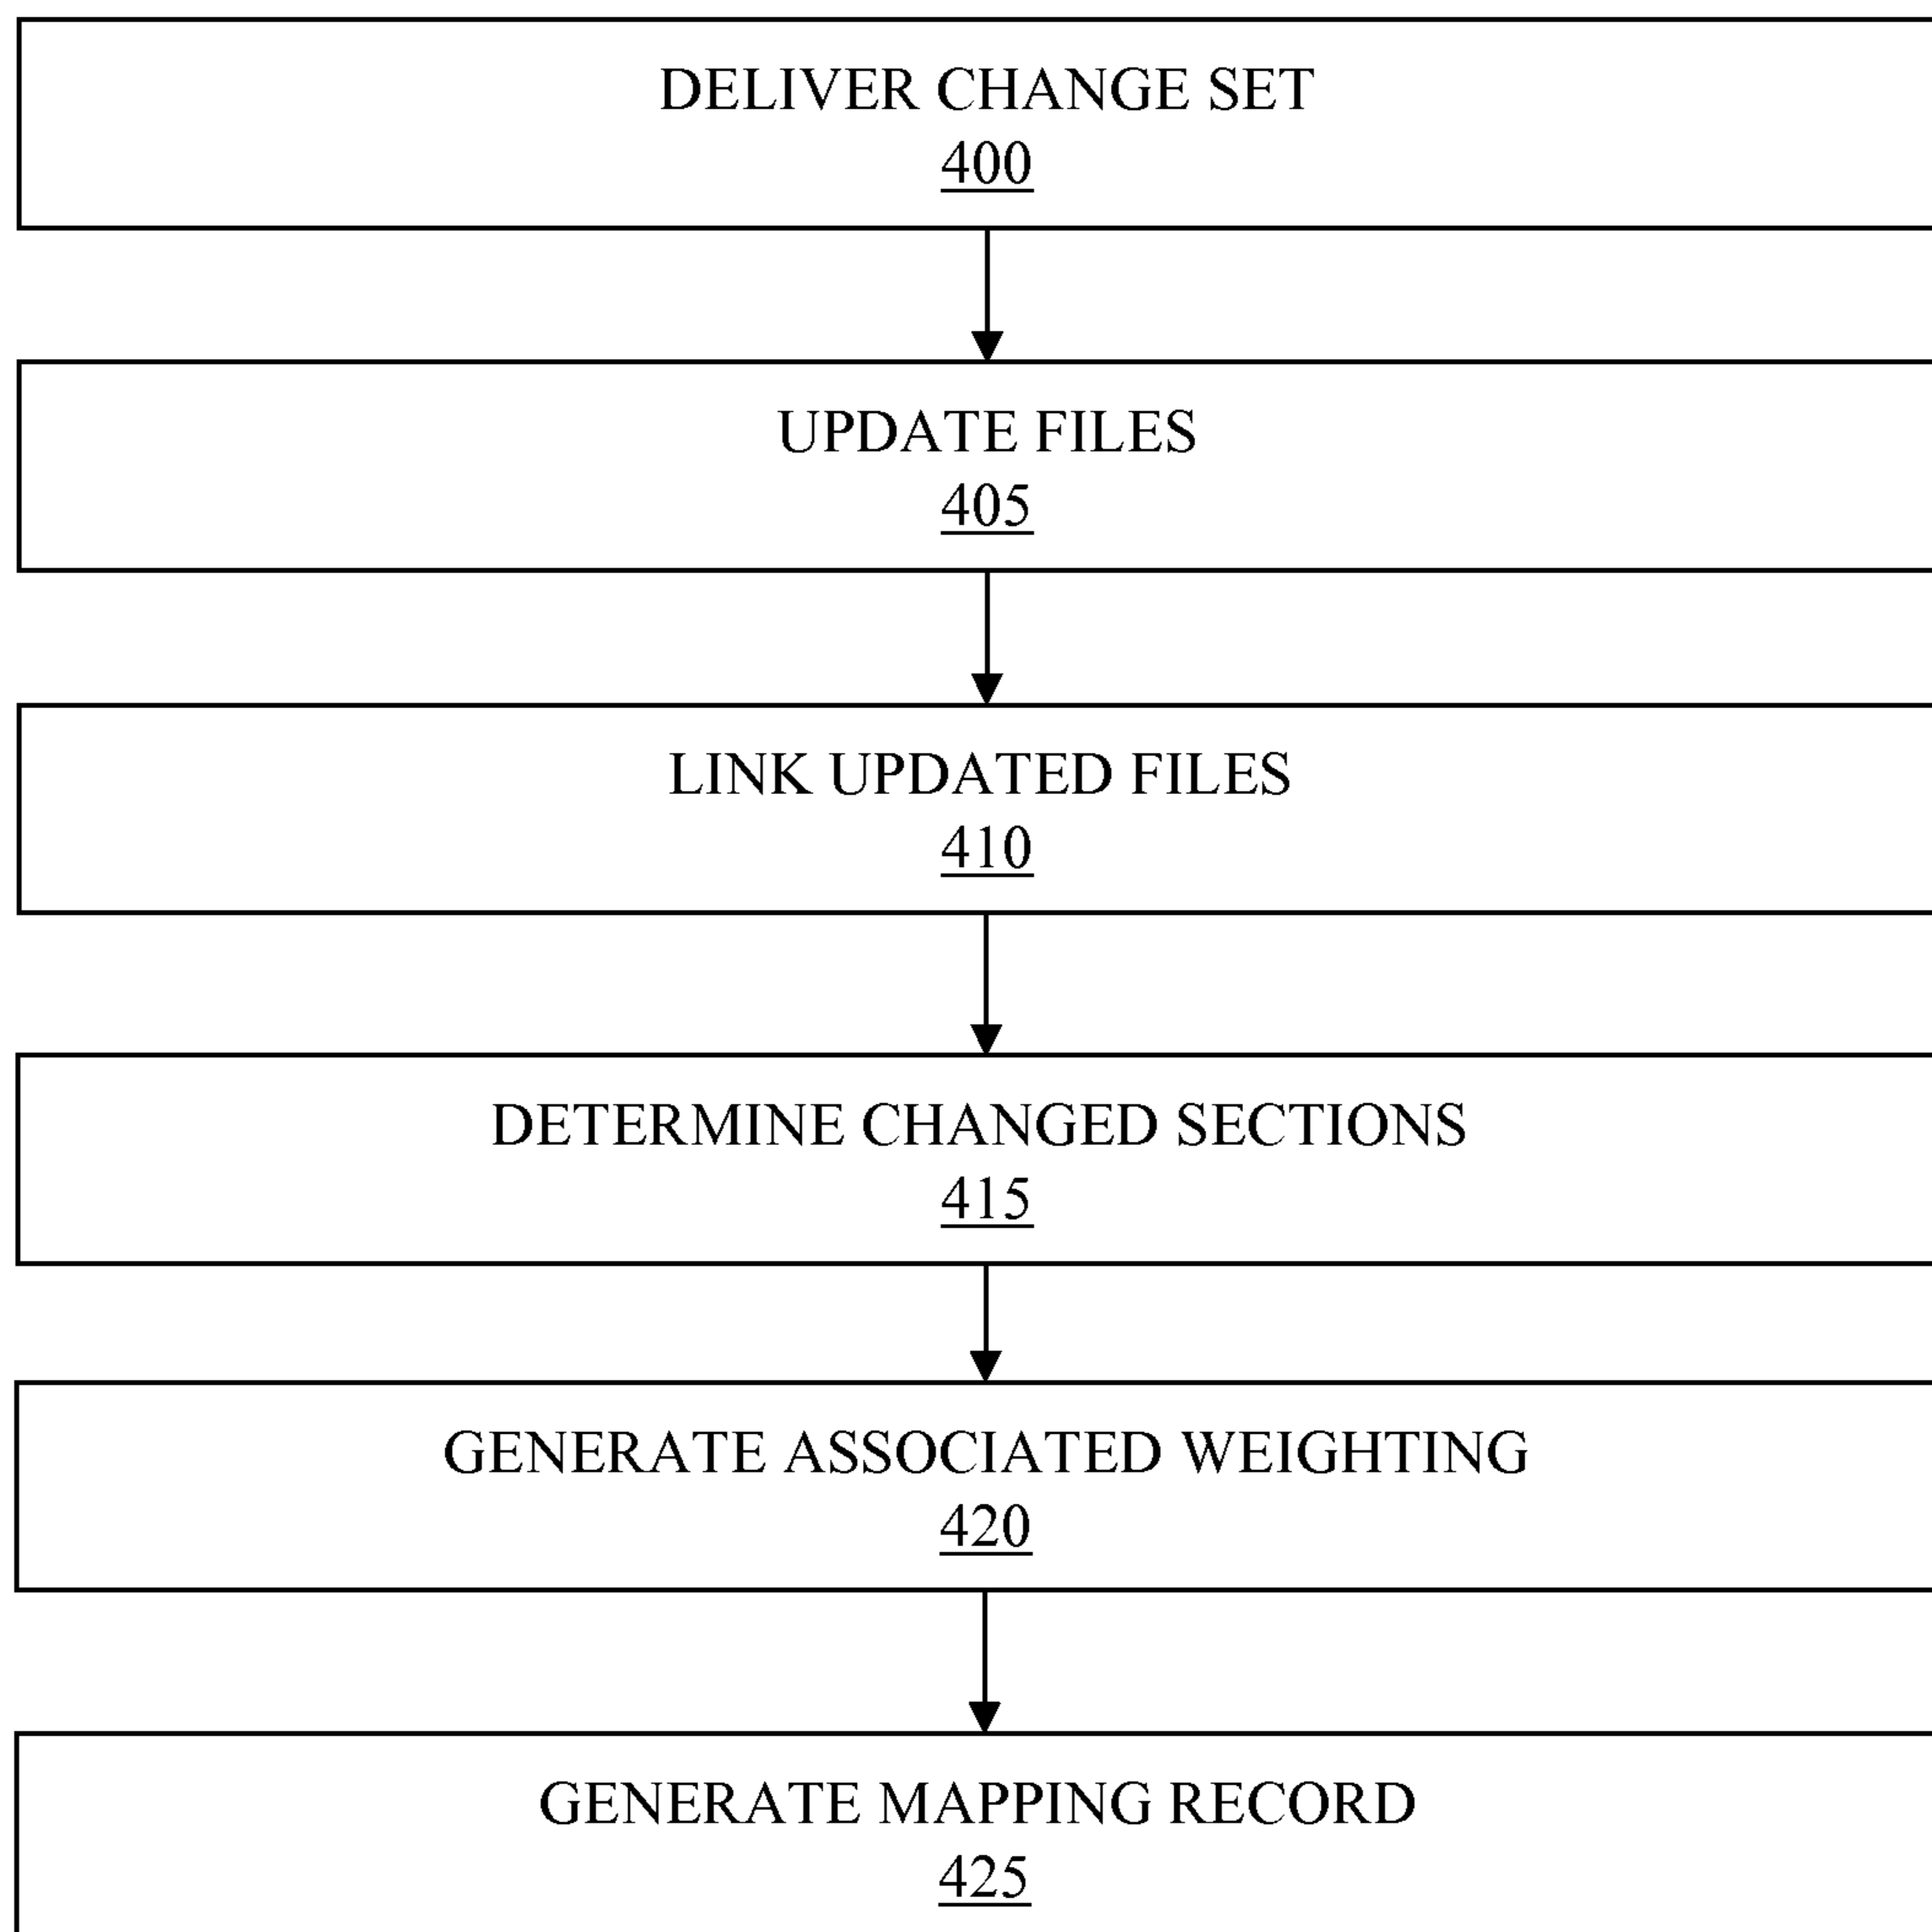 DELIVER CHANGE SET
400
UPDATE FILES
405
LINK UPDATED FILES
410
DETERMINE CHANGED SECTIONS
415
GENERATE ASSOCIATED WEIGHTING
420
GENERATE MAPPING RECORD
425